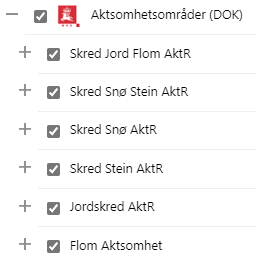 Aktsomhetsområder (DOK)
Skred Jord Flom AktR
Skred Snø Stein AktR
Skred Snø AktR
Skred Stein AktR
Jordskred AktR
Flom Aktsomhet